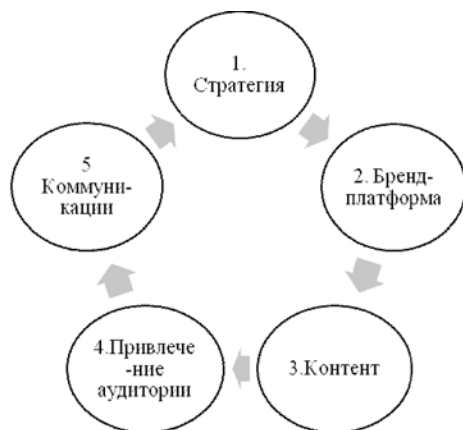 1.
Стратегия
2. Бренд-
платформа
3.Контент
4.Привлече
-ние
аудитории
5
Коммуни-
кации